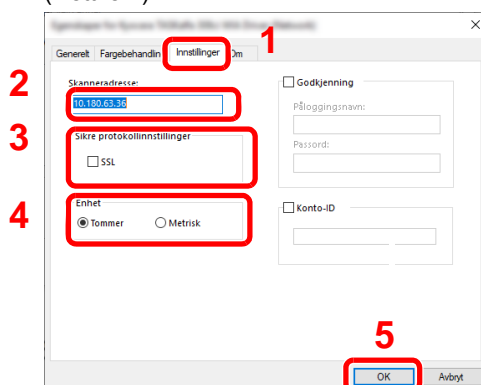 1
Generelt Fargebehandlin Innstillinger Om
2
Skanneradresse:
10.180.63.36
3
Sikre protokollinnstillinger
SSL
4
Enhet
Tommer Metrisk
Godkjenning
Påloggingsnavn:
Passord:
Konto-ID
5
OK Avbryt